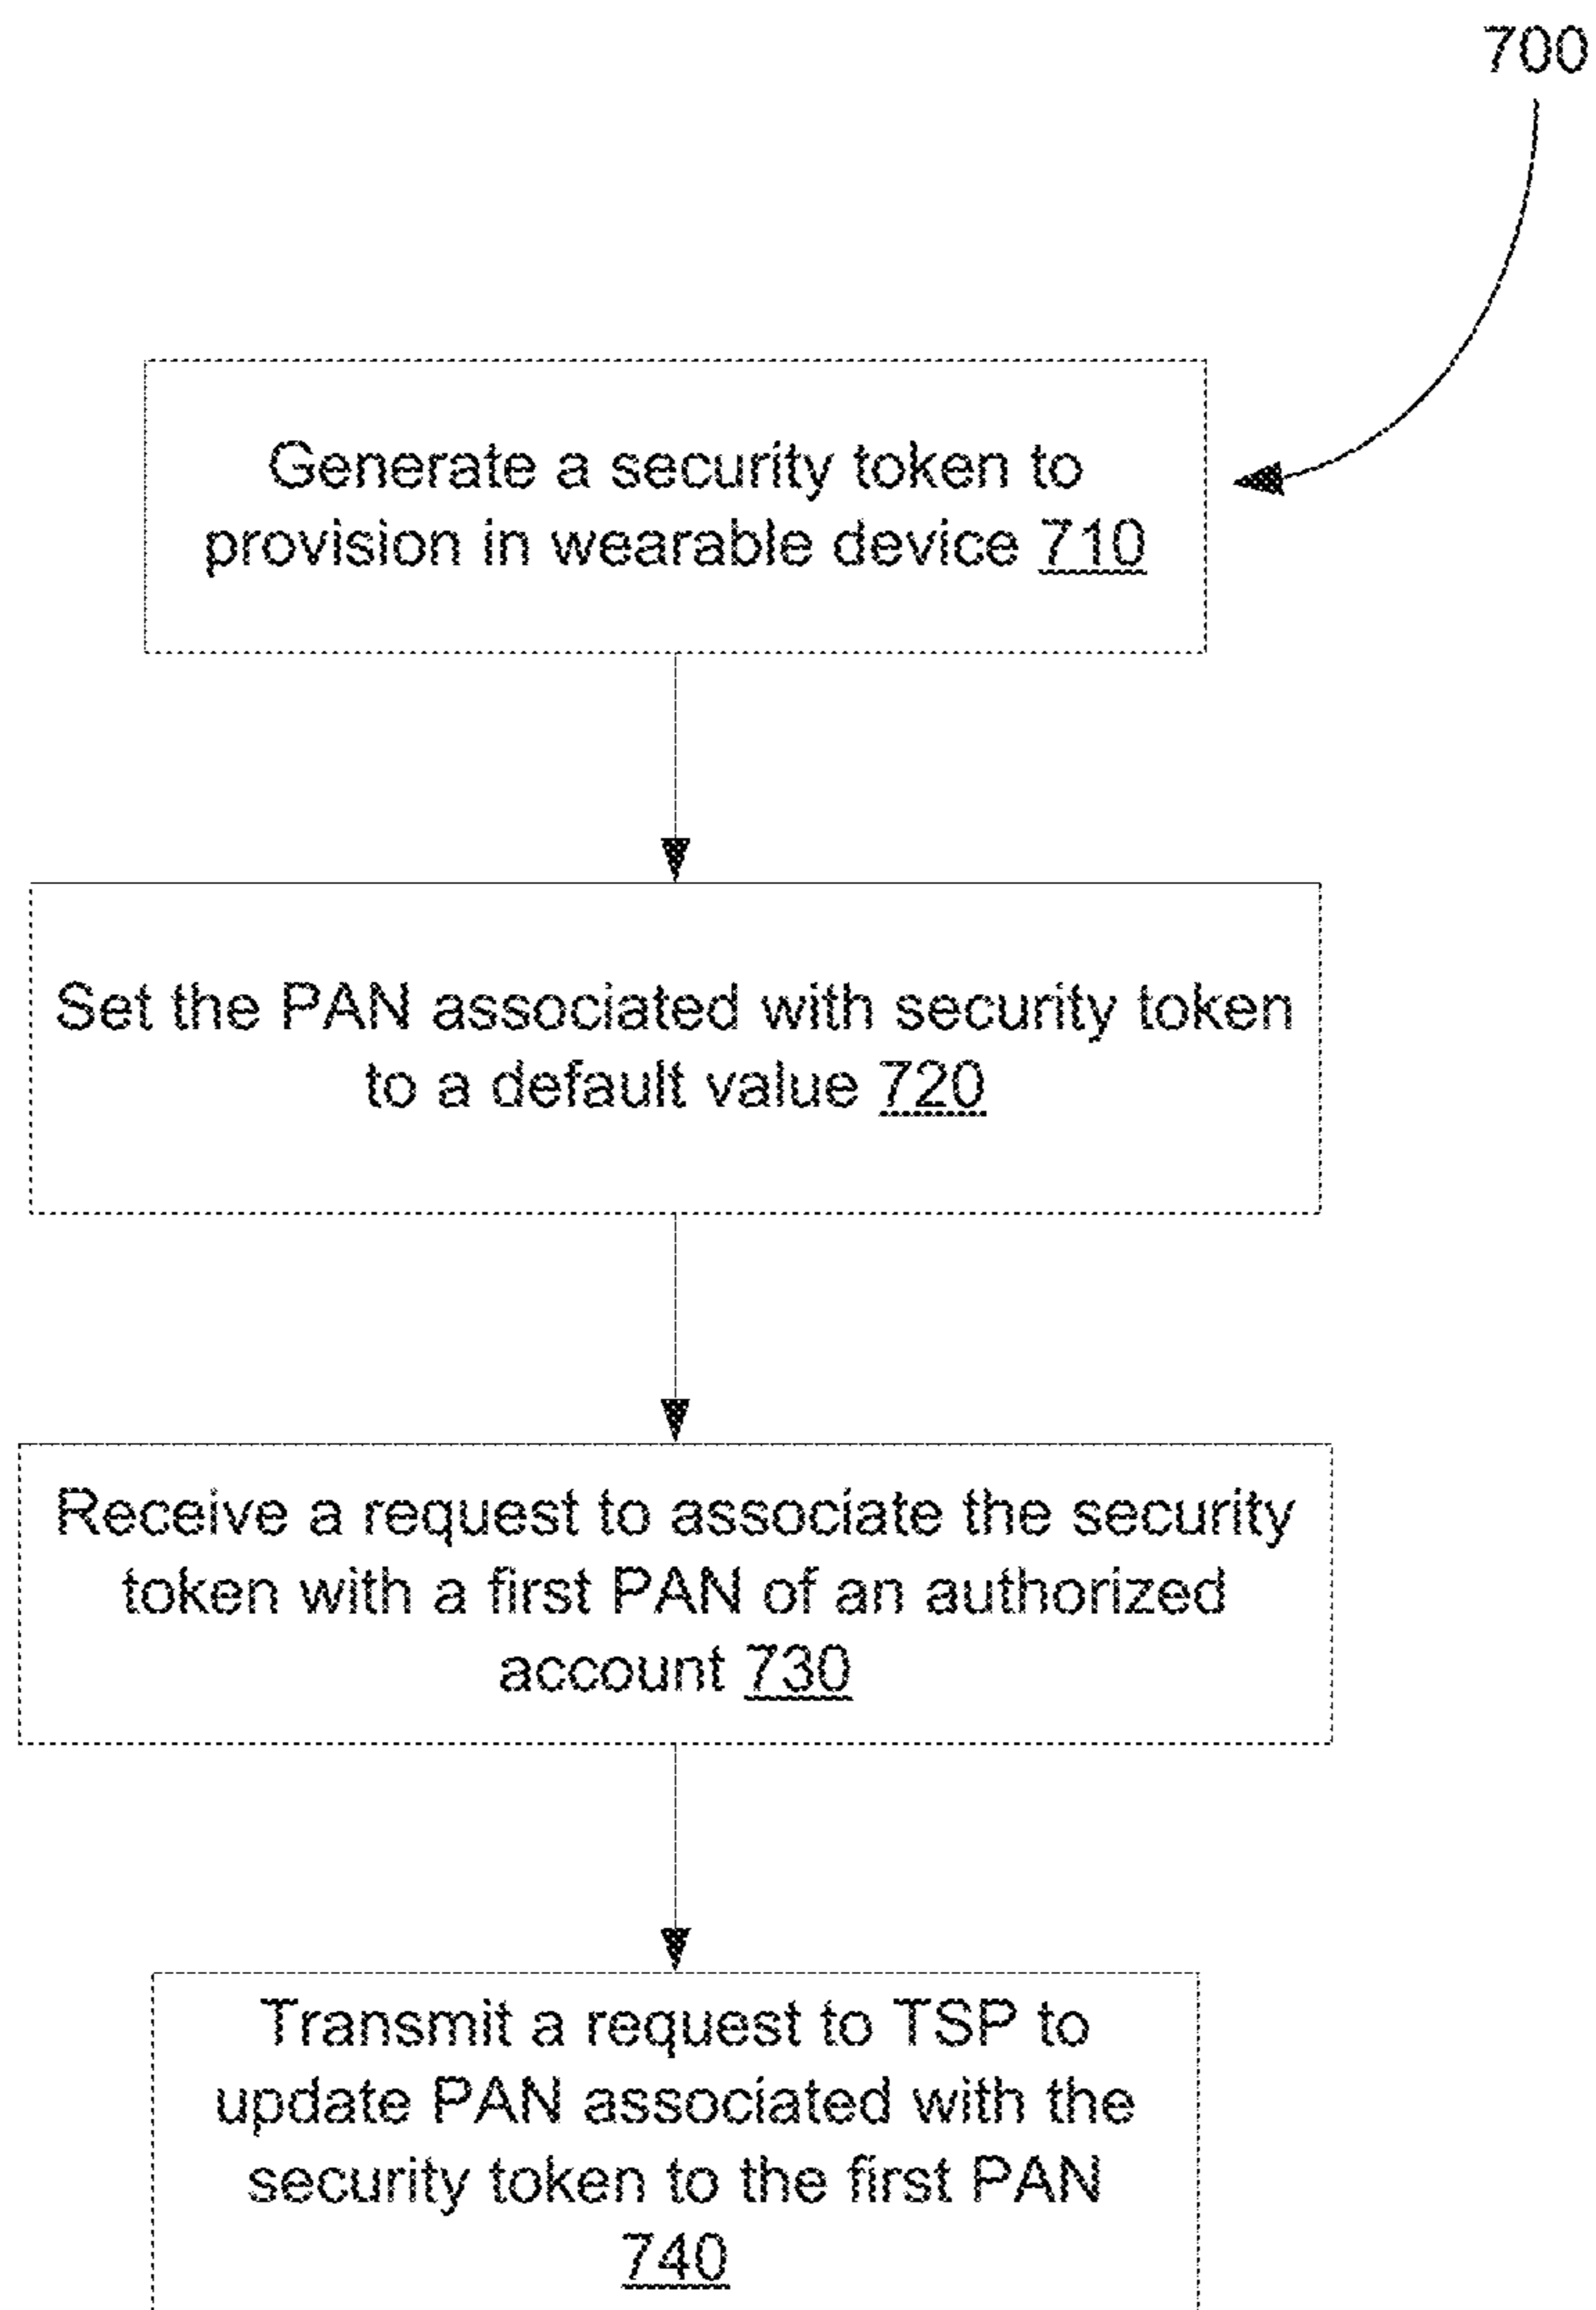 700
Generate a security token to
provision in wearable device 710
Set the PAN associated with security token
to a default value 720
Receive a request to associate the security
token with a first PAN of an authorized
account 730
Transmit a request to TSP to
update PAN associated with the
security token to the first PAN
740